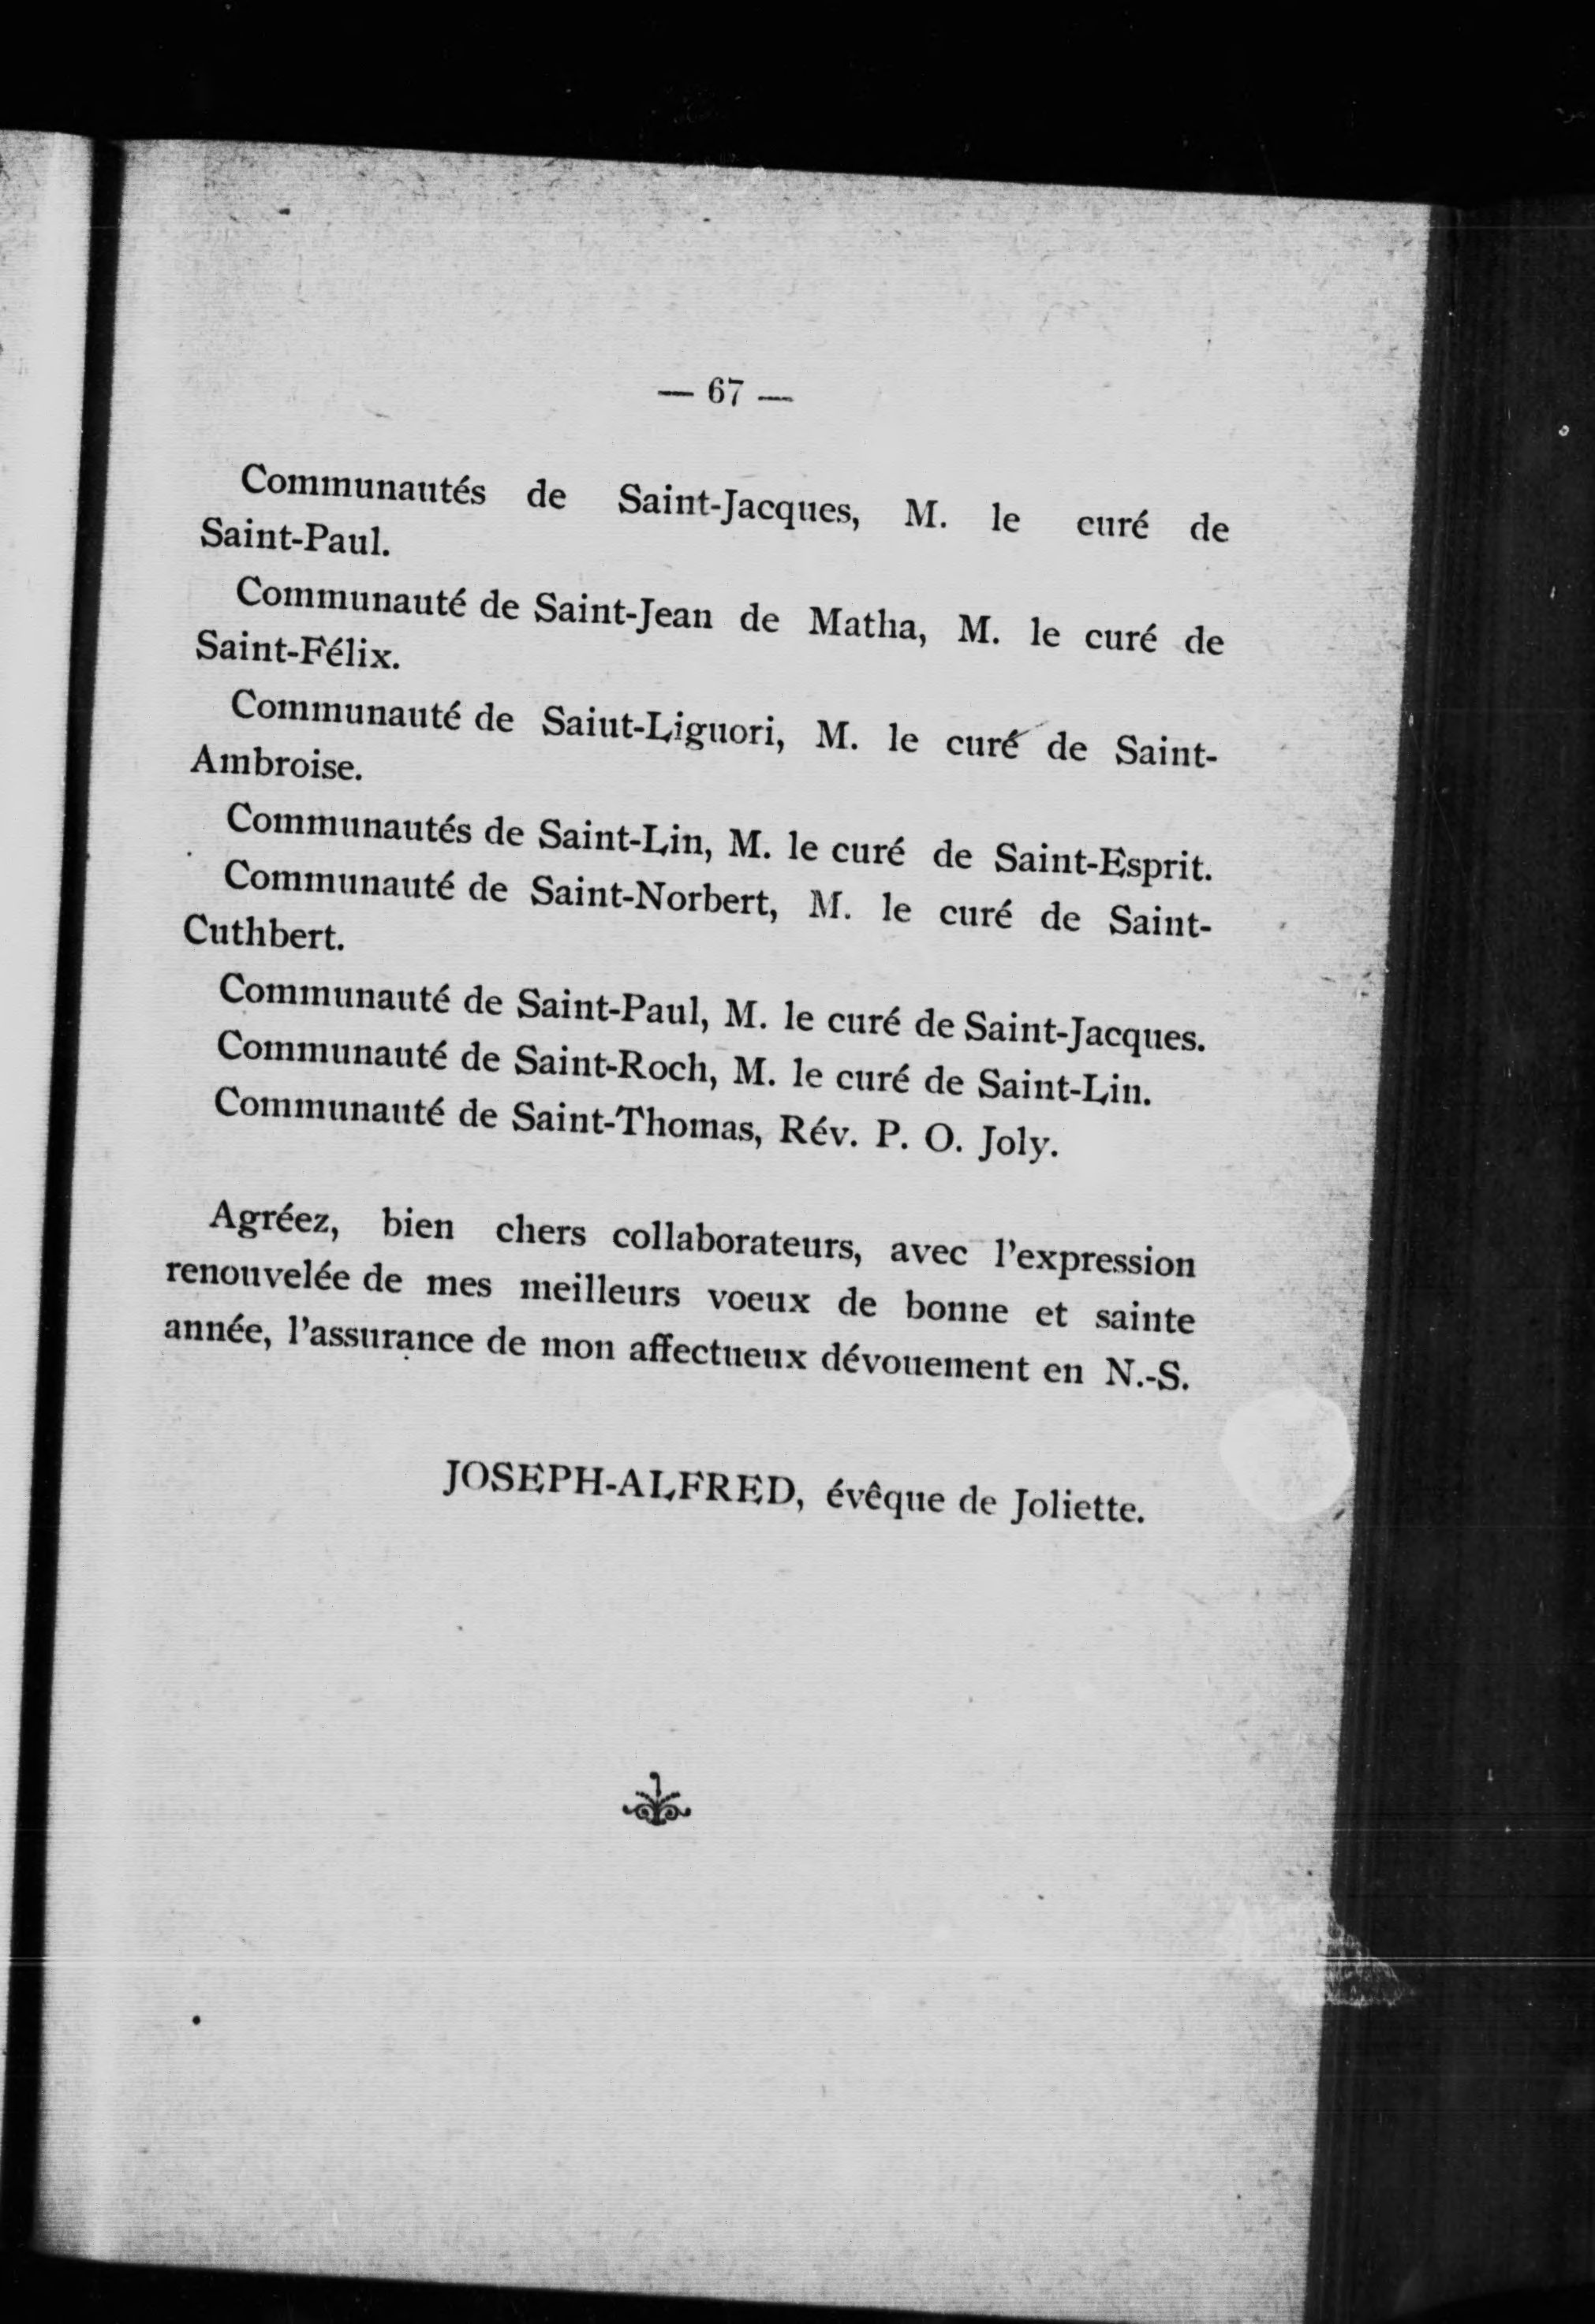 — 67 —
Communautés de Saint-Jacques, M. le curé de
Saint-Paul.
Communauté de Saint-Jean de Matha, M. le curé de
Saint-Félix.
Communauté de Saiut-Liguori, M. le curé de Saint-
Ambroise.
Communautés de Saint-Lin, M. le curé de Saint-Esprit.
Communauté de Saint-Norbert, M. le curé de Saint-
Cuthbert.
Communauté de Saint-Paul, M. le curé de Saint-Jacques.
Communauté de Saint-Roch, M. le curé de Saint-Lin.
Communauté de Saint-Thomas, Rév. P. O. Joly.
Agréez, bien chers collaborateurs, avec l'expression
renouvelée de mes meilleurs voeux de bonne et sainte
année, l'assurance de mon affectueux dévouement en N.-S.
JOSEPH-ALFRED, évêque de Joliette.